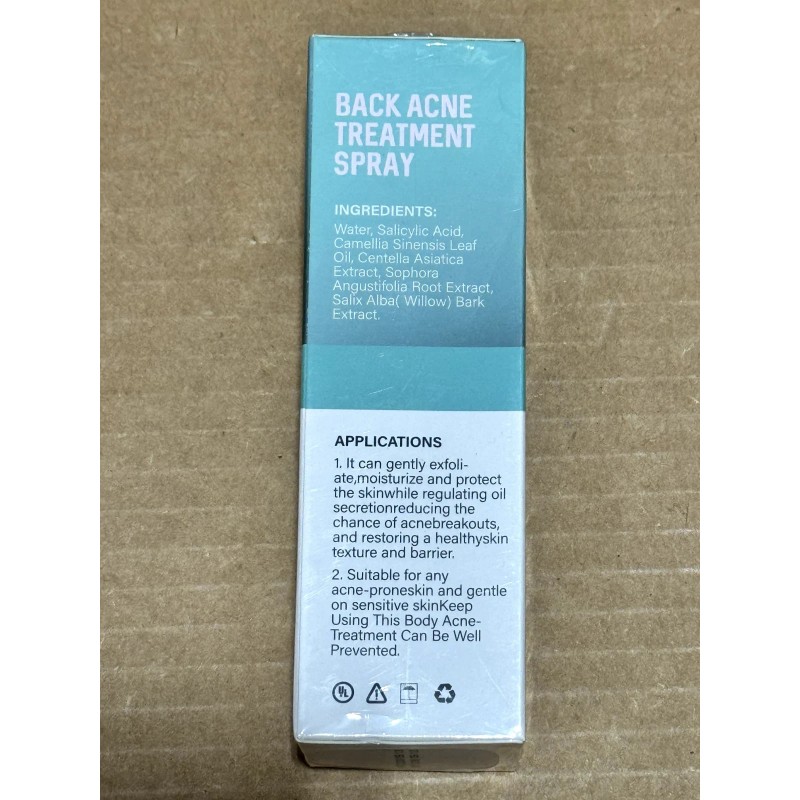 BACK ACNE
TREATMENT
SPRAY
INGREDIENTS:
Water, Salicylic Acid,
Camellia Sinensis Leaf
Oil, Centella Asiatica
Extract, Sophora
Angustifolia Root Extract,
Salix Alba( Willow) Bark
Extract.
APPLICATIONS
1. It can gently exfoli-
ate,moisturize and protect
the skinwhile regulating oil
secretionreducing the
chance of acnebreakouts,
and restoring a healthyskin
texture and barrier.
2. Suitable for any
acne-proneskin and gentle
on sensitive skinKeep
Using This Body Acne-
Treatment Can Be Well
Prevented.
UL